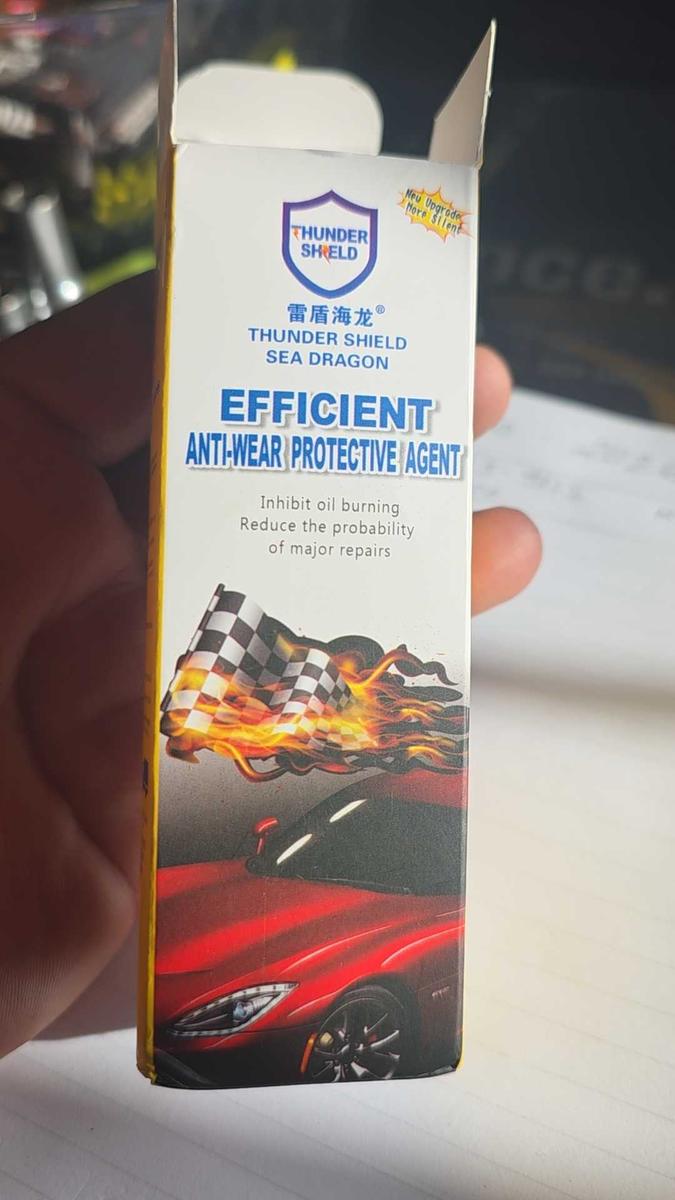 New Upgrade
More Silent
THUNDER
SHIELD
雷盾海龙®
THUNDER SHIELD
SEA DRAGON
EFFICIENT
ANTI-WEAR PROTECTIVE AGENT
Inhibit oil burning
Reduce the probability
of major repairs